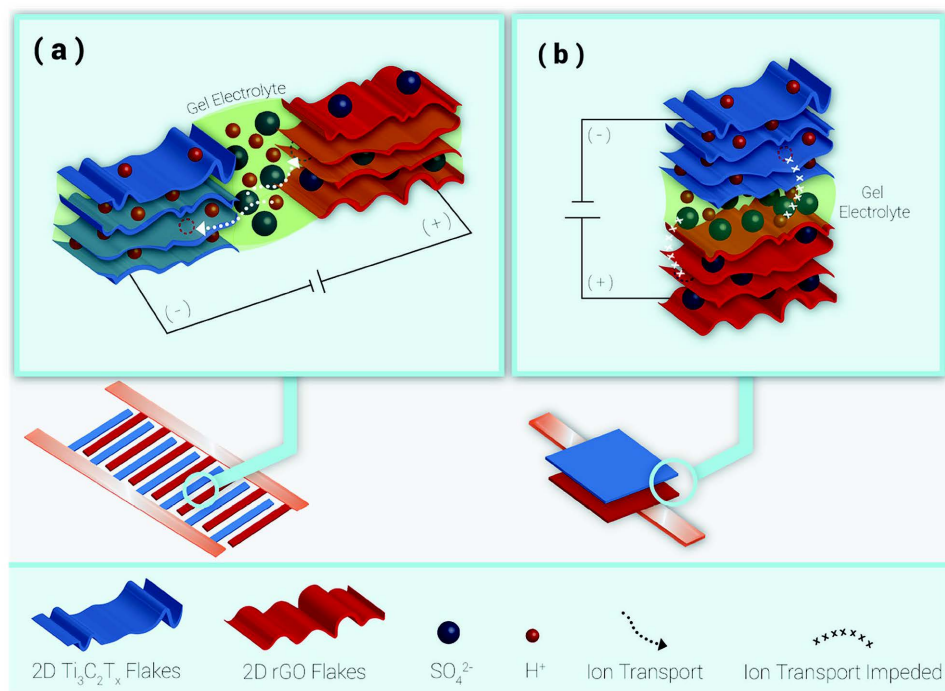 (a)
Gel Electrolyte
(+)
(-)
(b)
(-)
(+)
Gel
Electrolyte
2D Ti₃C₂Tₓ Flakes
2D rGO Flakes
SO₄²⁻
H⁺
Ion Transport
Ion Transport Impeded